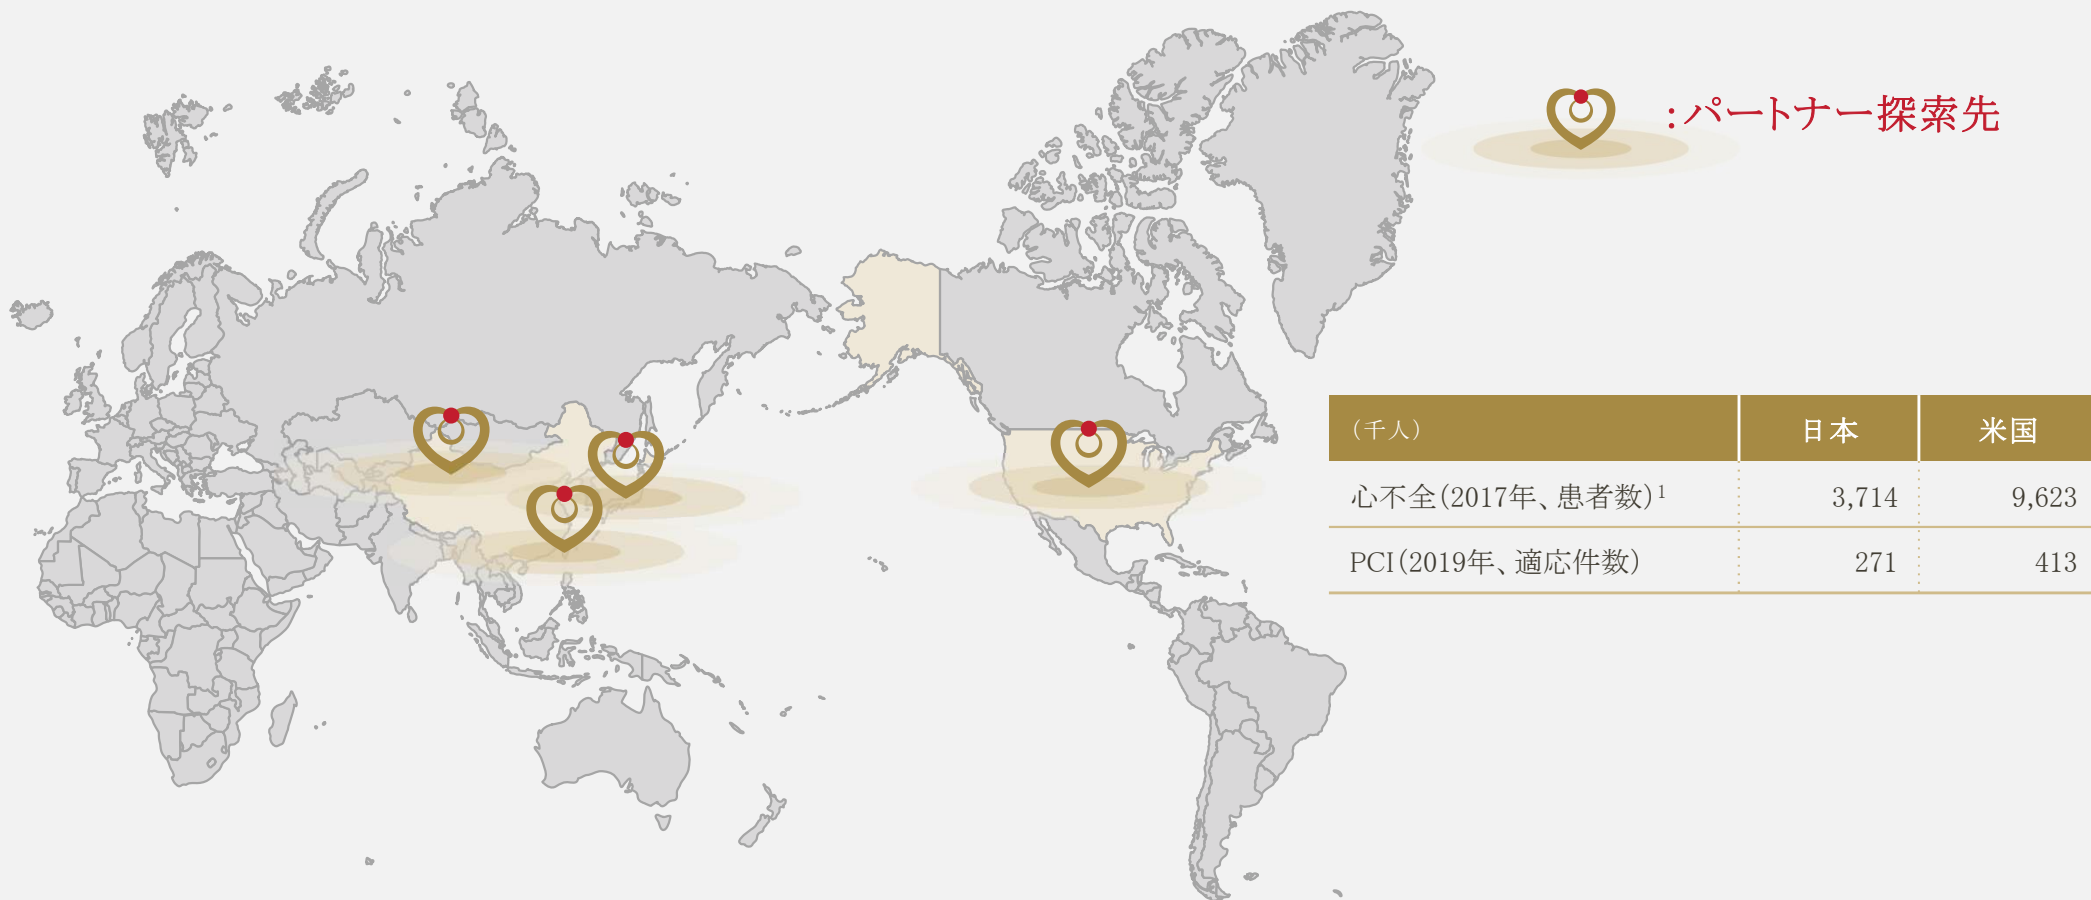 :パートナー探索先
(千人) 日本 米国
心不全(2017年、患者数)1 3,714 9,623
PCI(2019年、適応件数) 271 413